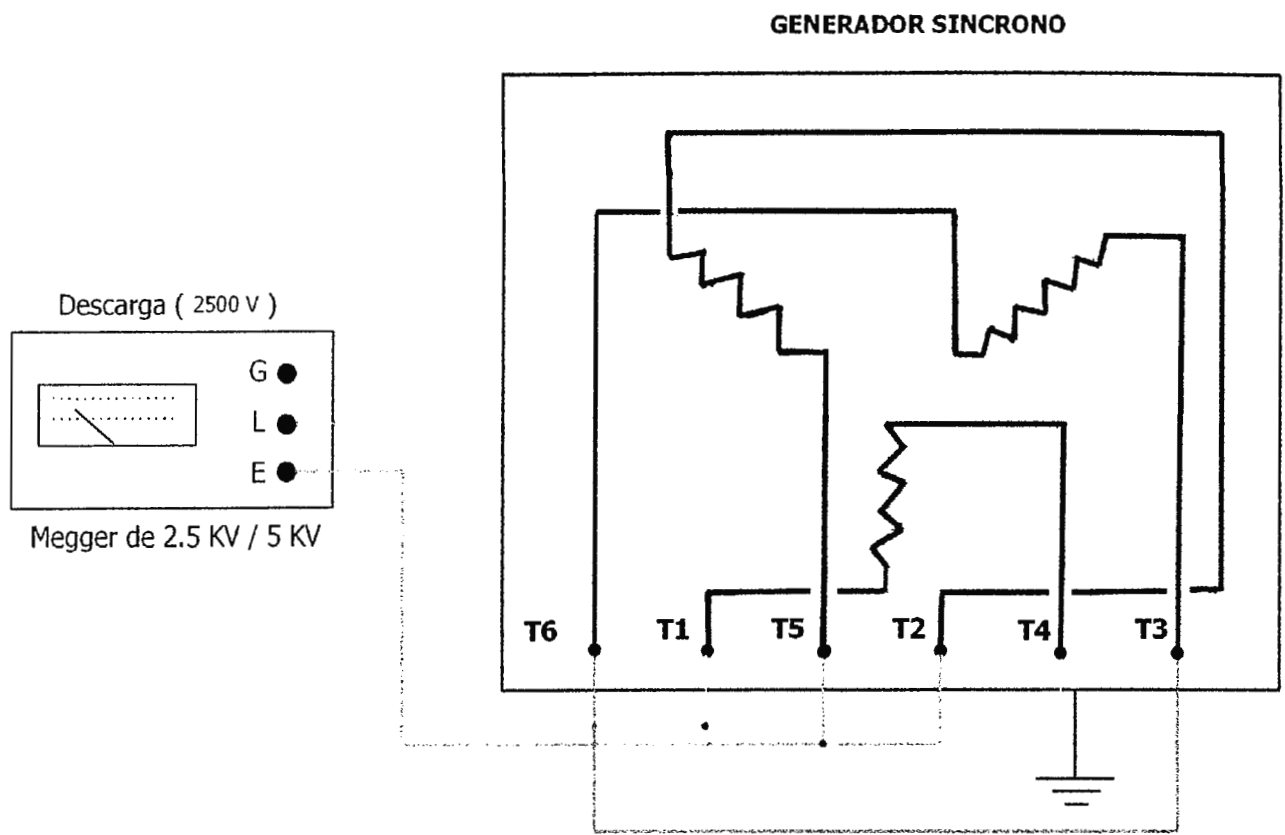 GENERADOR SINCRONO
Descarga ( 2500 V )
G
L
E
Megger de 2.5 KV / 5 KV
T6 T1 T5 T2 T4 T3